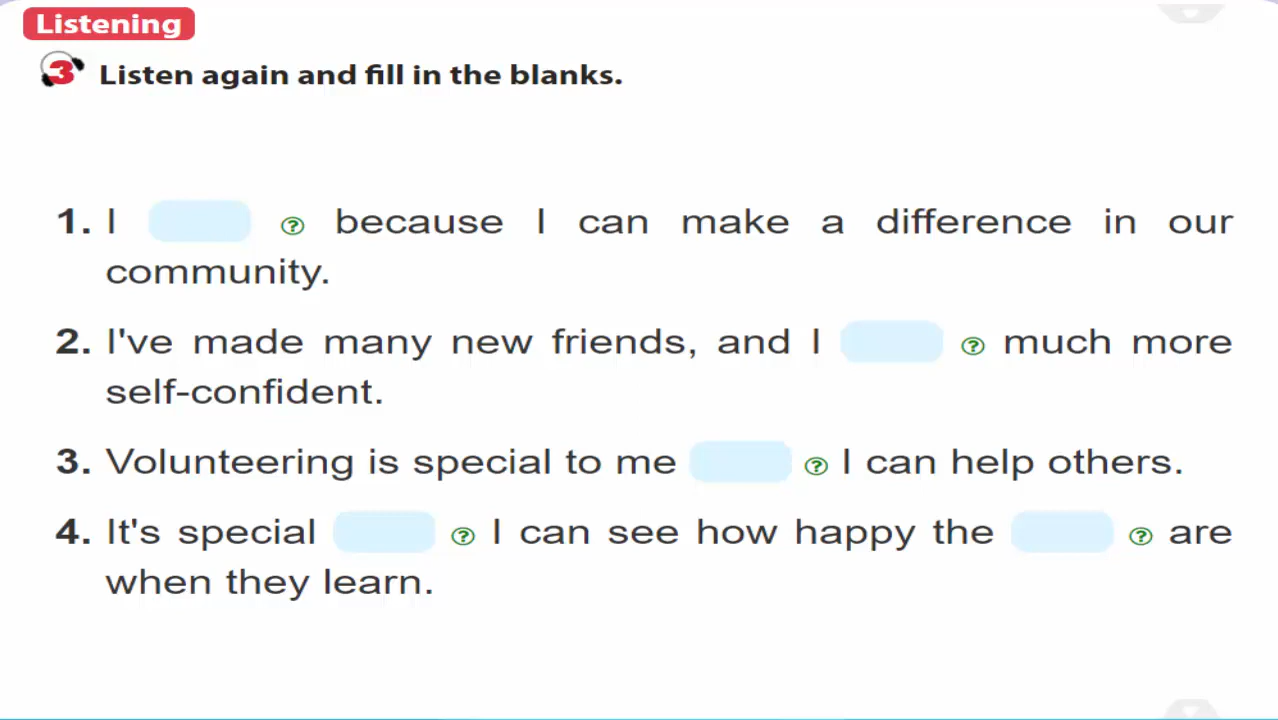 Listening
3 Listen again and fill in the blanks.
1. I ? because I can make a difference in our
community.
2. I've made many new friends, and I ? much more
self-confident.
3. Volunteering is special to me ? I can help others.
4. It's special ? I can see how happy the ? are
when they learn.